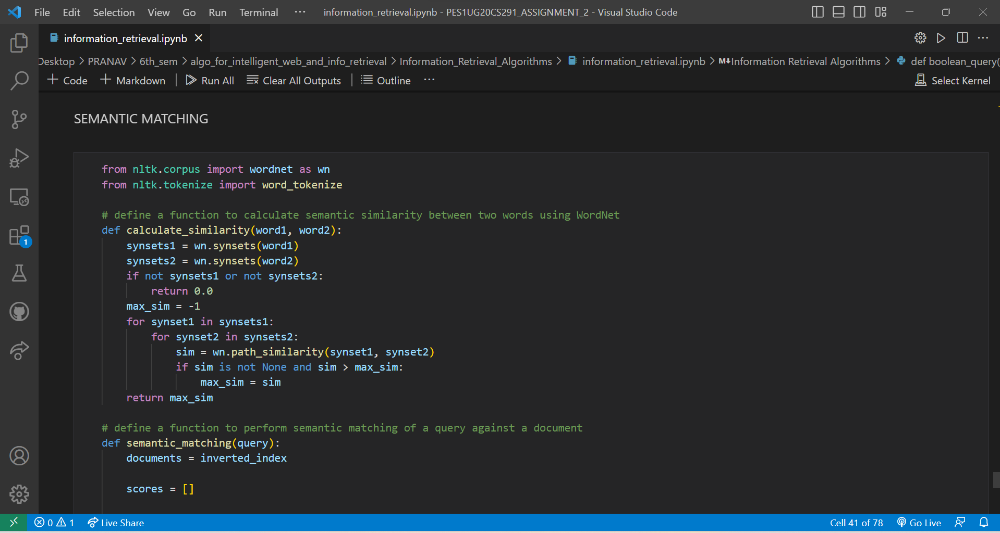 File Edit Selection View Go Run Terminal ··· information_retrieval.ipynb - PES1UG20CS291_ASSIGNMENT_2 - Visual Studio Code
information_retrieval.ipynb
Desktop > PRANAV > 6th_sem > algo_for_intelligent_web_and_info_retrieval > Information_Retrieval_Algorithms > information_retrieval.ipynb > M↓Information Retrieval Algorithms > def boolean_query(
+ Code + Markdown | Run All Clear All Outputs | Outline ··· Select Kernel
SEMANTIC MATCHING
from nltk.corpus import wordnet as wn
from nltk.tokenize import word_tokenize
# define a function to calculate semantic similarity between two words using WordNet
def calculate_similarity(word1, word2):
    synsets1 = wn.synsets(word1)
    synsets2 = wn.synsets(word2)
    if not synsets1 or not synsets2:
        return 0.0
    max_sim = -1
    for synset1 in synsets1:
        for synset2 in synsets2:
            sim = wn.path_similarity(synset1, synset2)
            if sim is not None and sim > max_sim:
                max_sim = sim
    return max_sim
# define a function to perform semantic matching of a query against a document
def semantic_matching(query):
    documents = inverted_index
    scores = []
1
0 1 Live Share Cell 41 of 78 Go Live